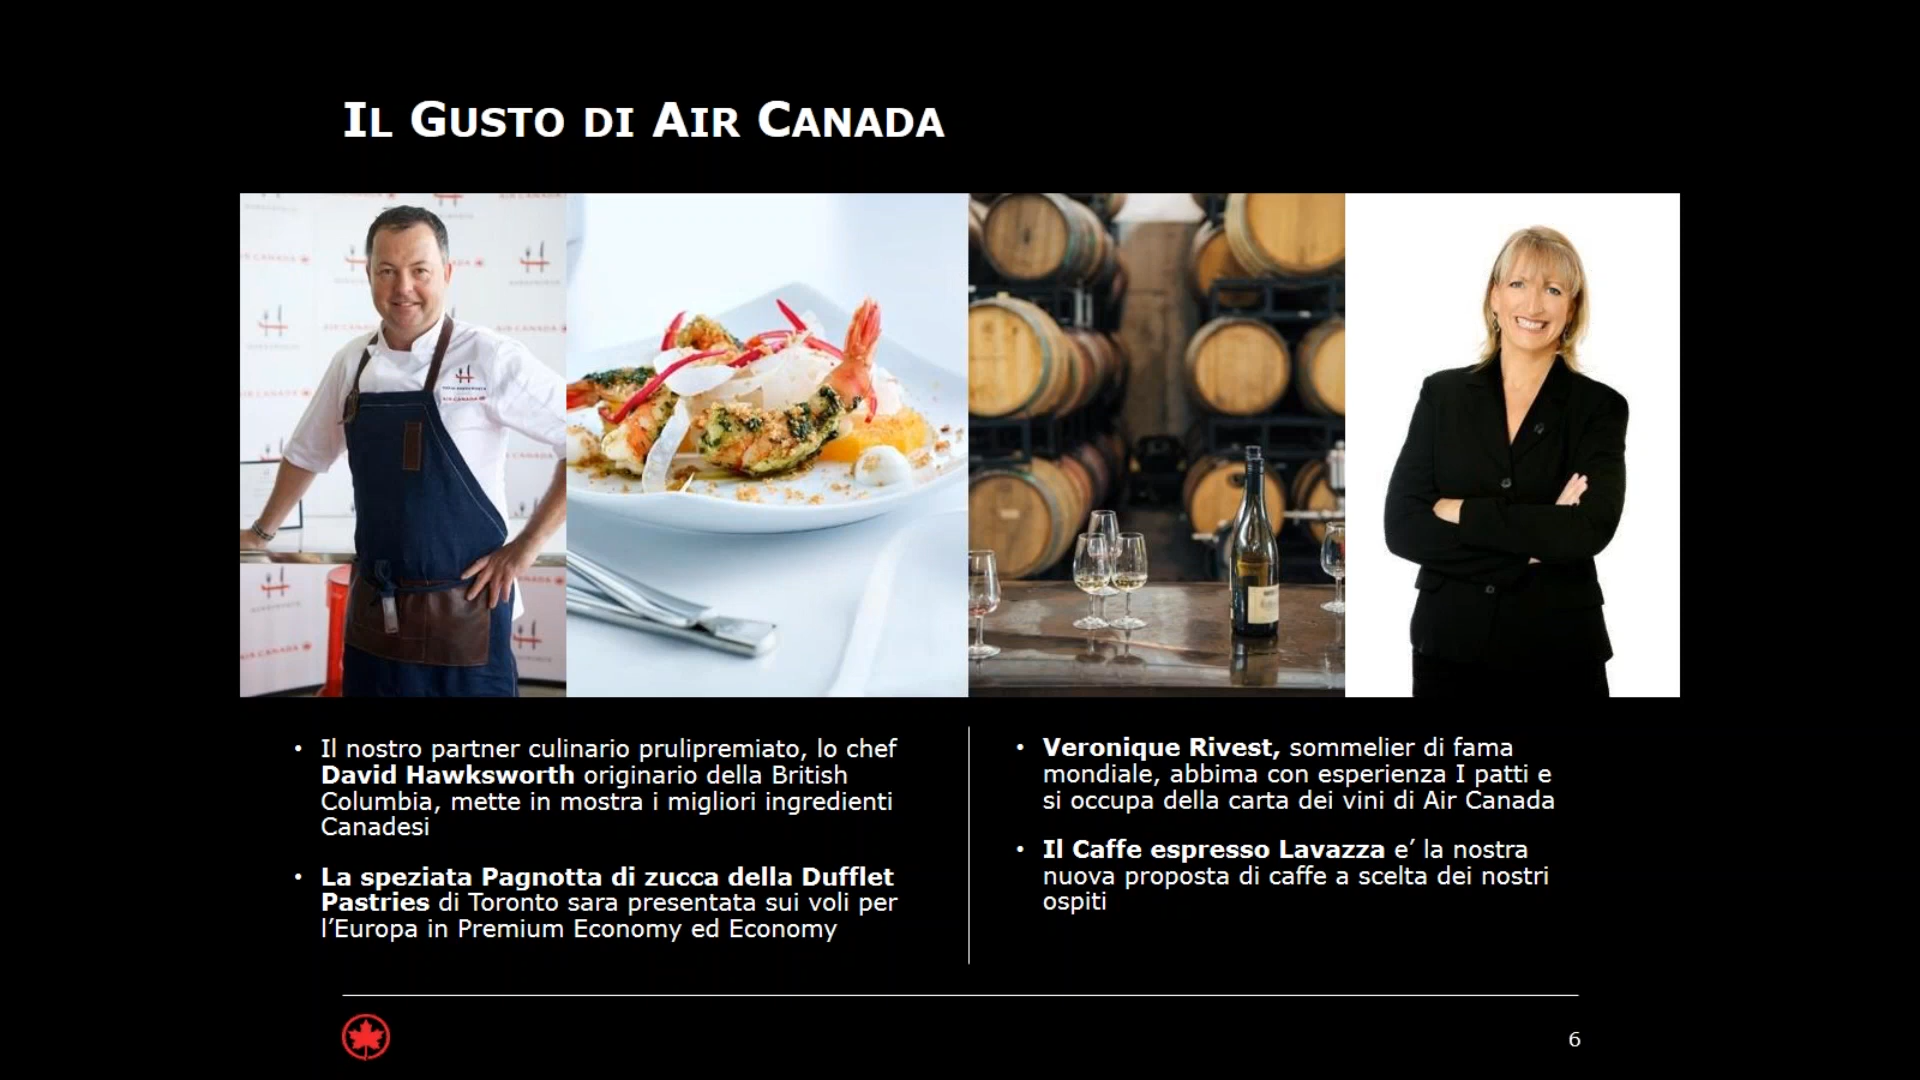 IL GUSTO DI AIR CANADA
• Il nostro partner culinario prulipremiato, lo chef
David Hawksworth originario della British
Columbia, mette in mostra i migliori ingredienti
Canadesi
• La speziata Pagnotta di zucca della Dufflet
Pastries di Toronto sara presentata sui voli per
l’Europa in Premium Economy ed Economy
• Veronique Rivest, sommelier di fama
mondiale, abbima con esperienza I patti e
si occupa della carta dei vini di Air Canada
• Il Caffe espresso Lavazza e’ la nostra
nuova proposta di caffe a scelta dei nostri
ospiti
6